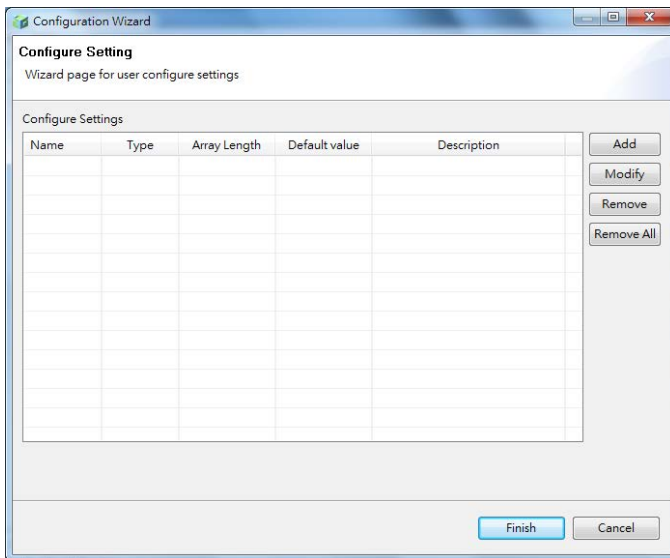 Configuration Wizard
Configure Setting
Wizard page for user configure settings
Configure Settings
Name Type Array Length Default value Description
Add
Modify
Remove
Remove All
Finish Cancel